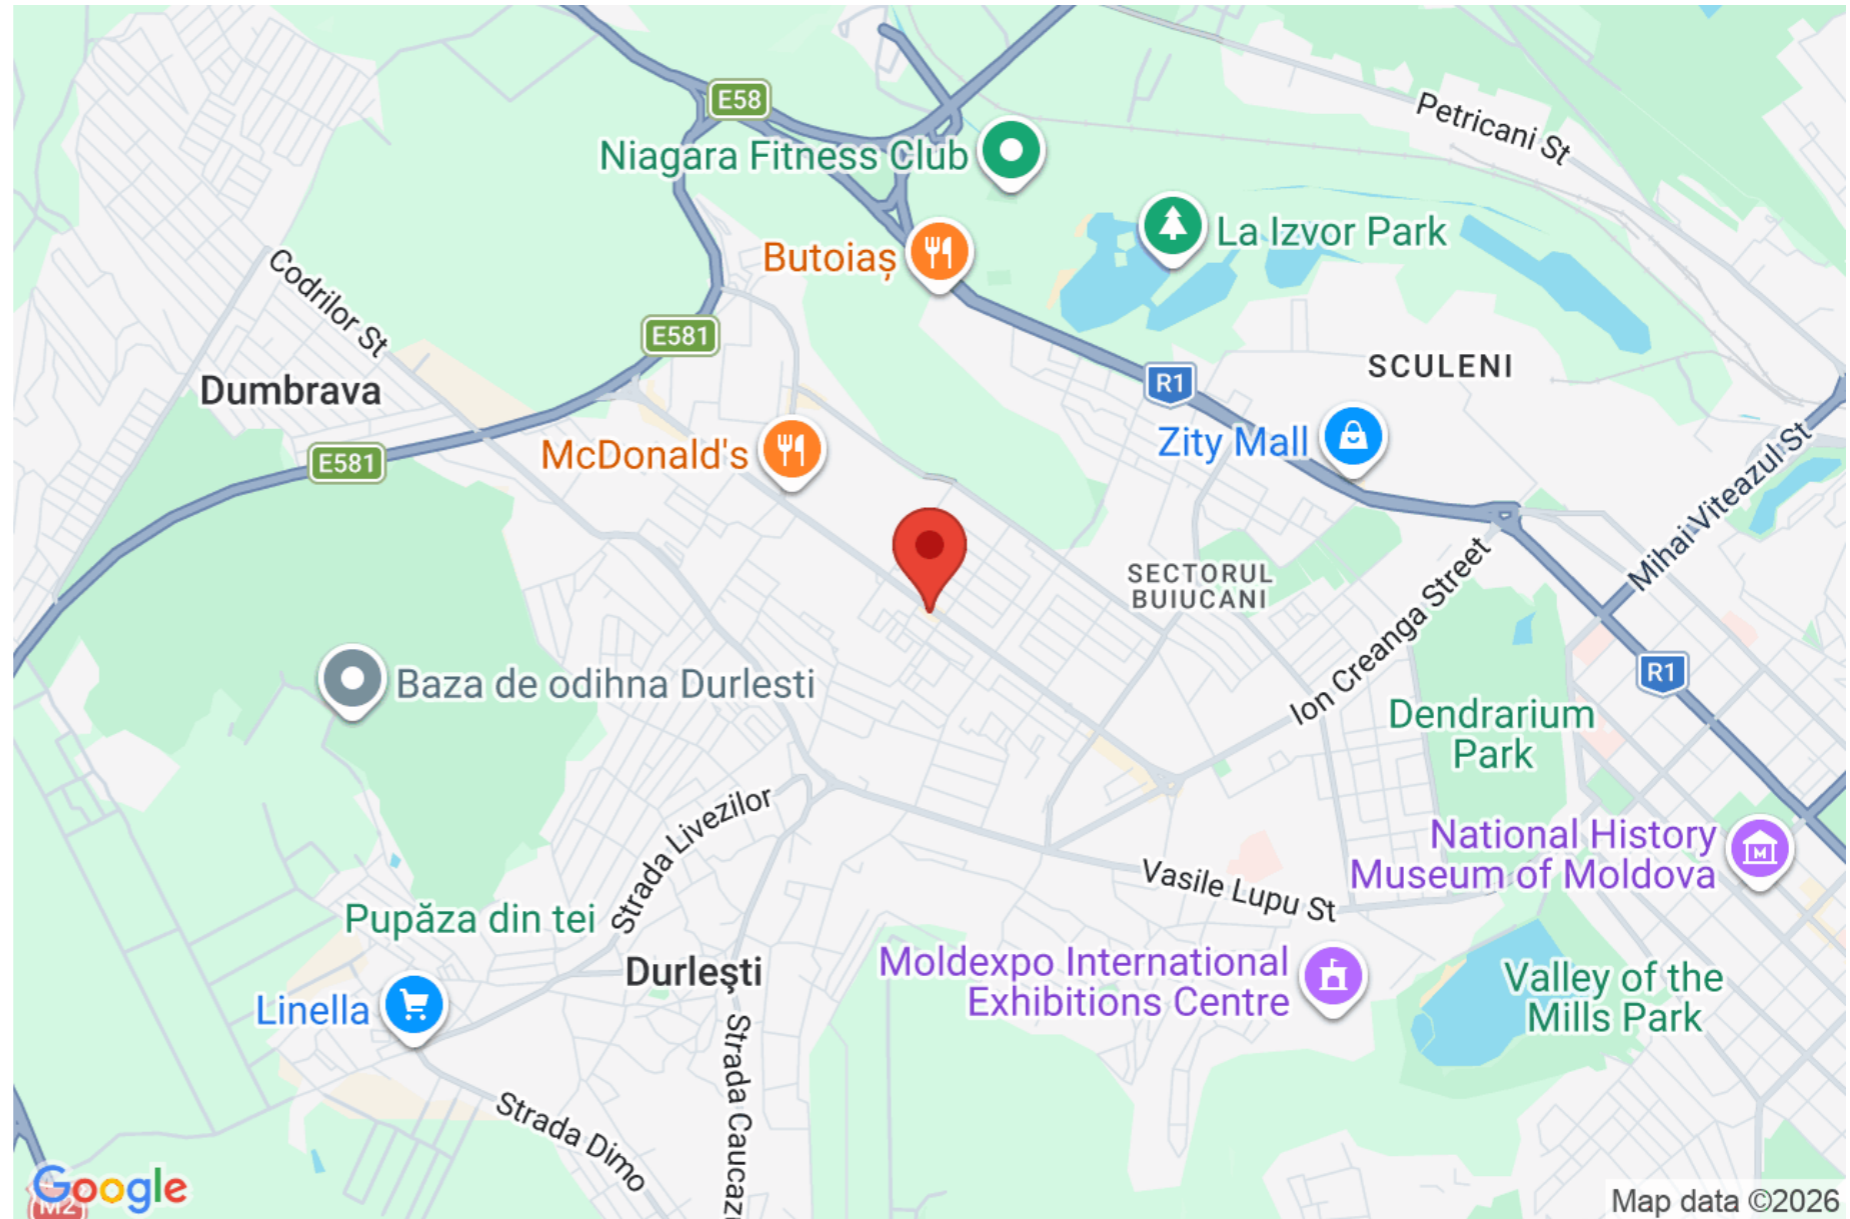 E58
Petricani St
Niagara Fitness Club
La Izvor Park
Butoiaș
Codrilor St
E581
SCULENI
R1
Dumbrava
Mihai Viteazul St
Zity Mall
McDonald's
E581
SECTORUL
BUIUCANI
Ion Creanga Street
R1
Baza de odihna Durlesti
Dendrarium
Park
Strada Livezilor
National History
Museum of Moldova
M
Vasile Lupu St
Pupăza din tei
Durleşti
Moldexpo International
Exhibitions Centre
Valley of the
Mills Park
Linella
Strada Caucaz
Strada Dimo
Google
M2
Map data ©2026